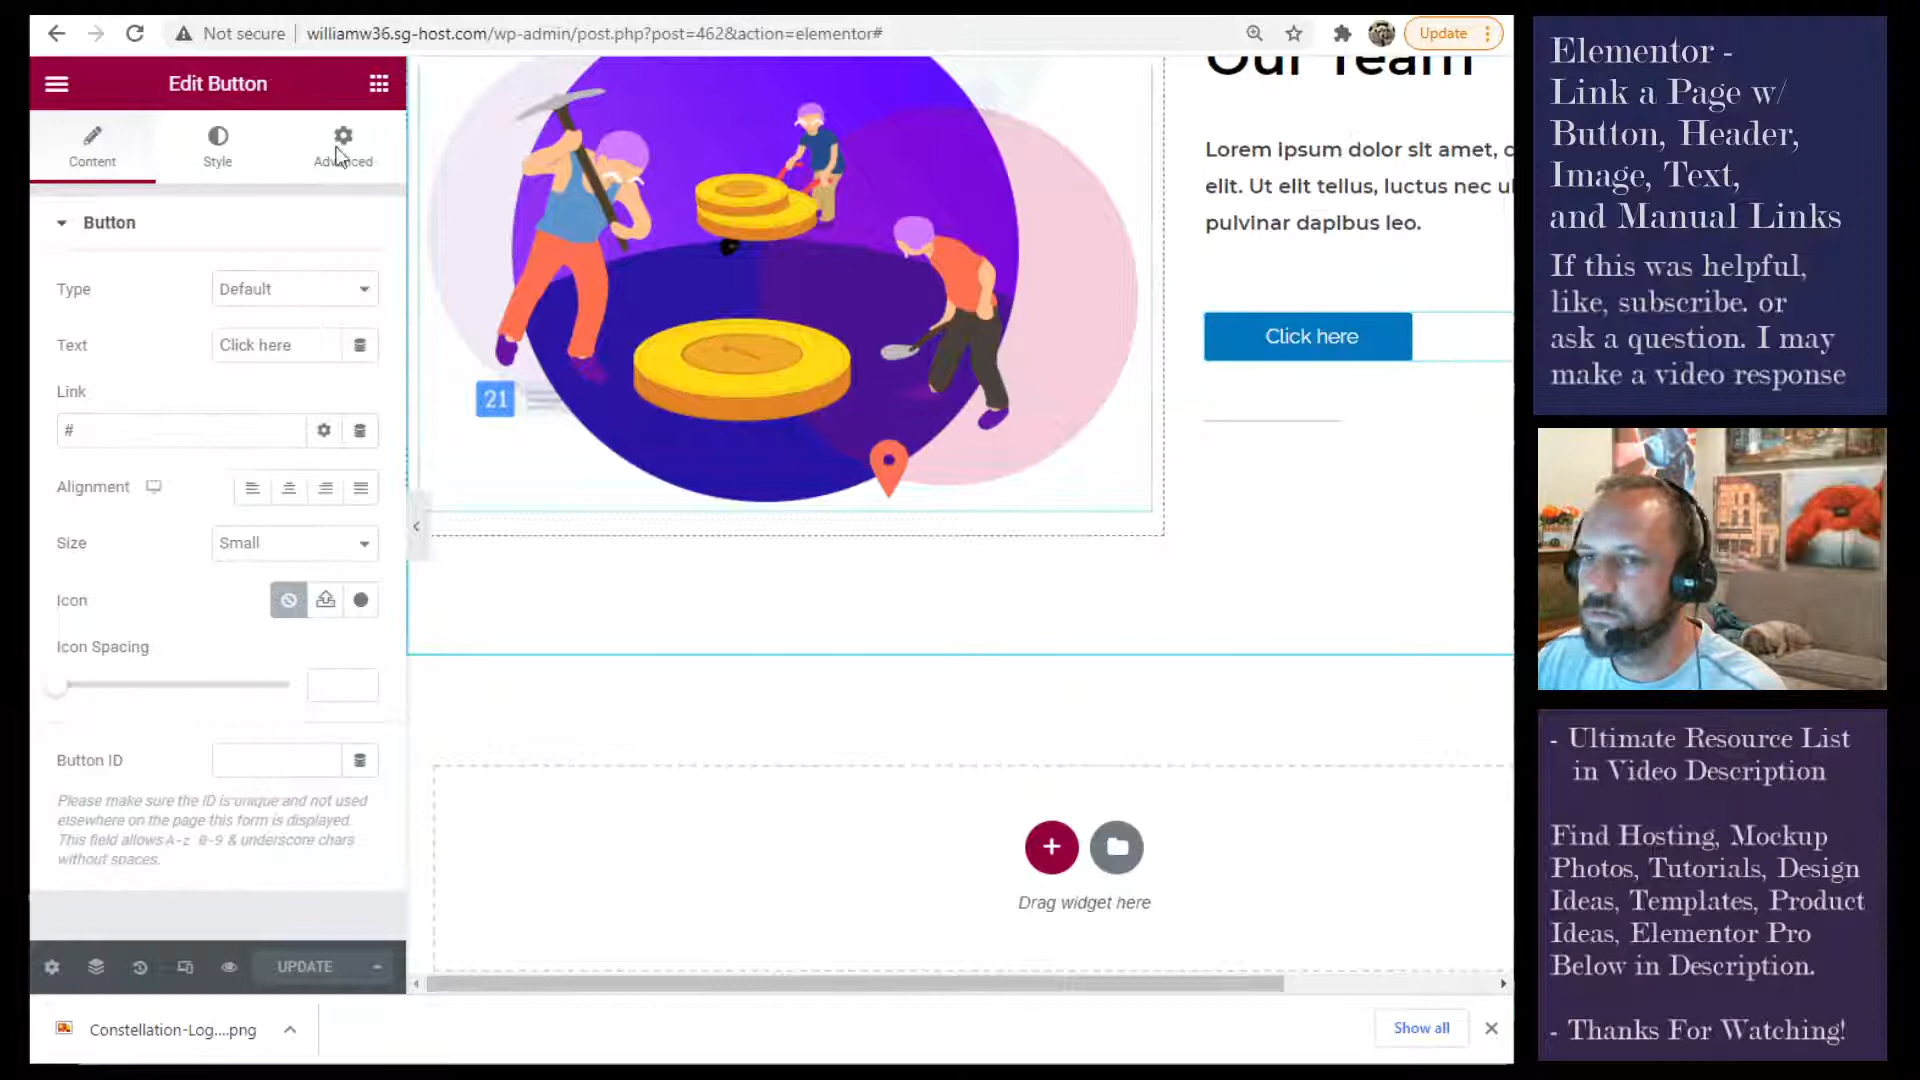 Not secure
williamw36.sg-host.com/wp-admin/post.php?post=462&action=elementor#
Update
Edit Button
Content
Style
Advanced
Button
Type
Default
Text
Click here
Link
#
Alignment
Size
Small
Icon
Icon Spacing
Button ID
Please make sure the ID is unique and not used
elsewhere on the page this form is displayed.
This field allows A-z 0-9 & underscore chars
without spaces.
UPDATE
21
Our Team
Lorem ipsum dolor sit amet, c
elit. Ut elit tellus, luctus nec ul
pulvinar dapibus leo.
Click here
Drag widget here
Constellation-Log....png
Show all
Elementor -
Link a Page w/
Button, Header,
Image, Text,
and Manual Links
If this was helpful,
like, subscribe. or
ask a question. I may
make a video response
- Ultimate Resource List
in Video Description
Find Hosting, Mockup
Photos, Tutorials, Design
Ideas, Templates, Product
Ideas, Elementor Pro
Below in Description.
- Thanks For Watching!